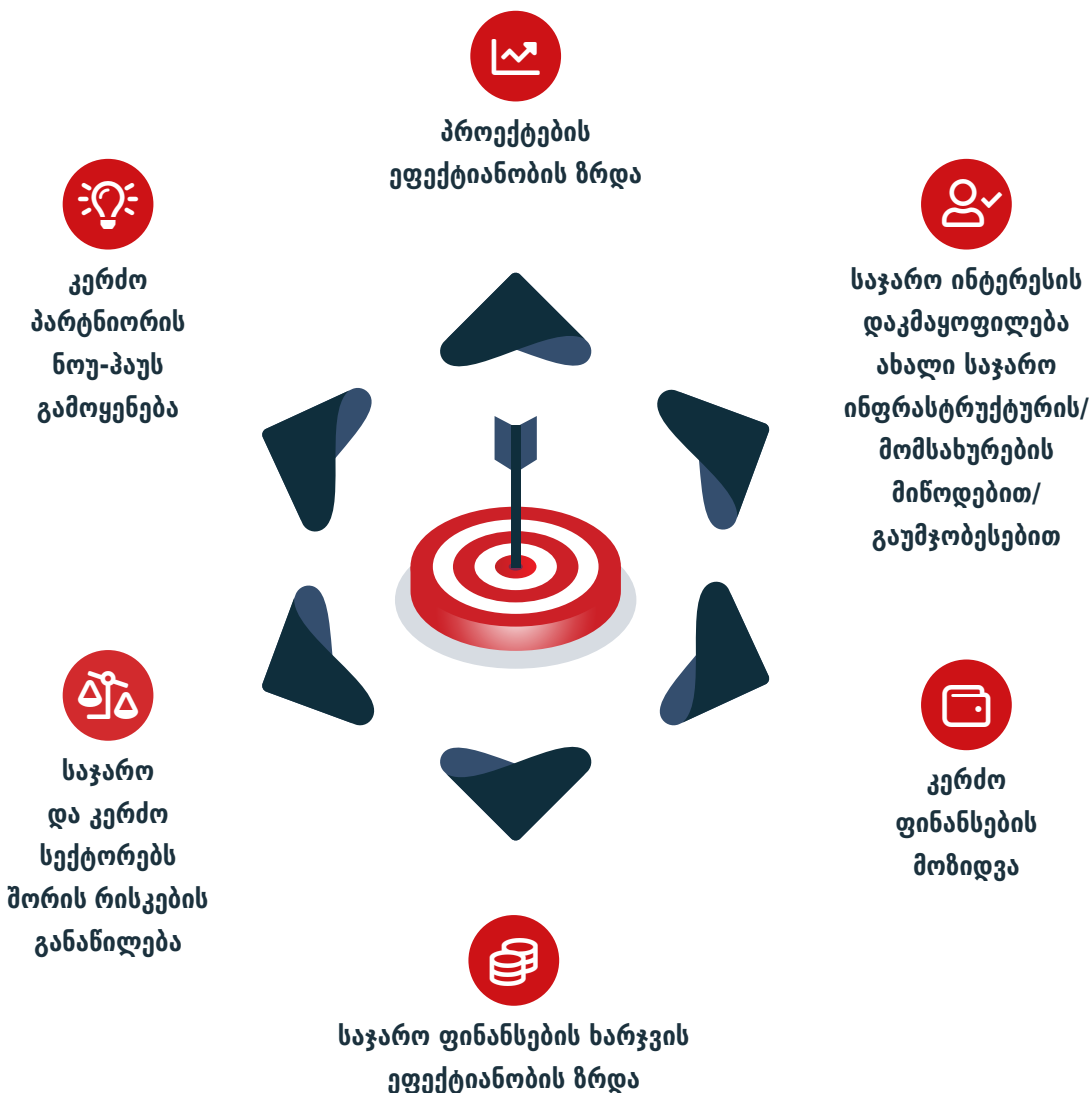 პროექტების
ეფექტიანობის ზრდა
კერძო
პარტნიორის
ნოუ-ჰაუს
გამოყენება
საჯარო ინტერესის
დაკმაყოფილება
ახალი საჯარო
ინფრასტრუქტურის/
მომსახურების
მიწოდებით/
გაუმჯობესებით
საჯარო
და კერძო
სექტორებს
შორის რისკების
განაწილება
კერძო
ფინანსების
მოზიდვა
საჯარო ფინანსების ხარჯვის
ეფექტიანობის ზრდა